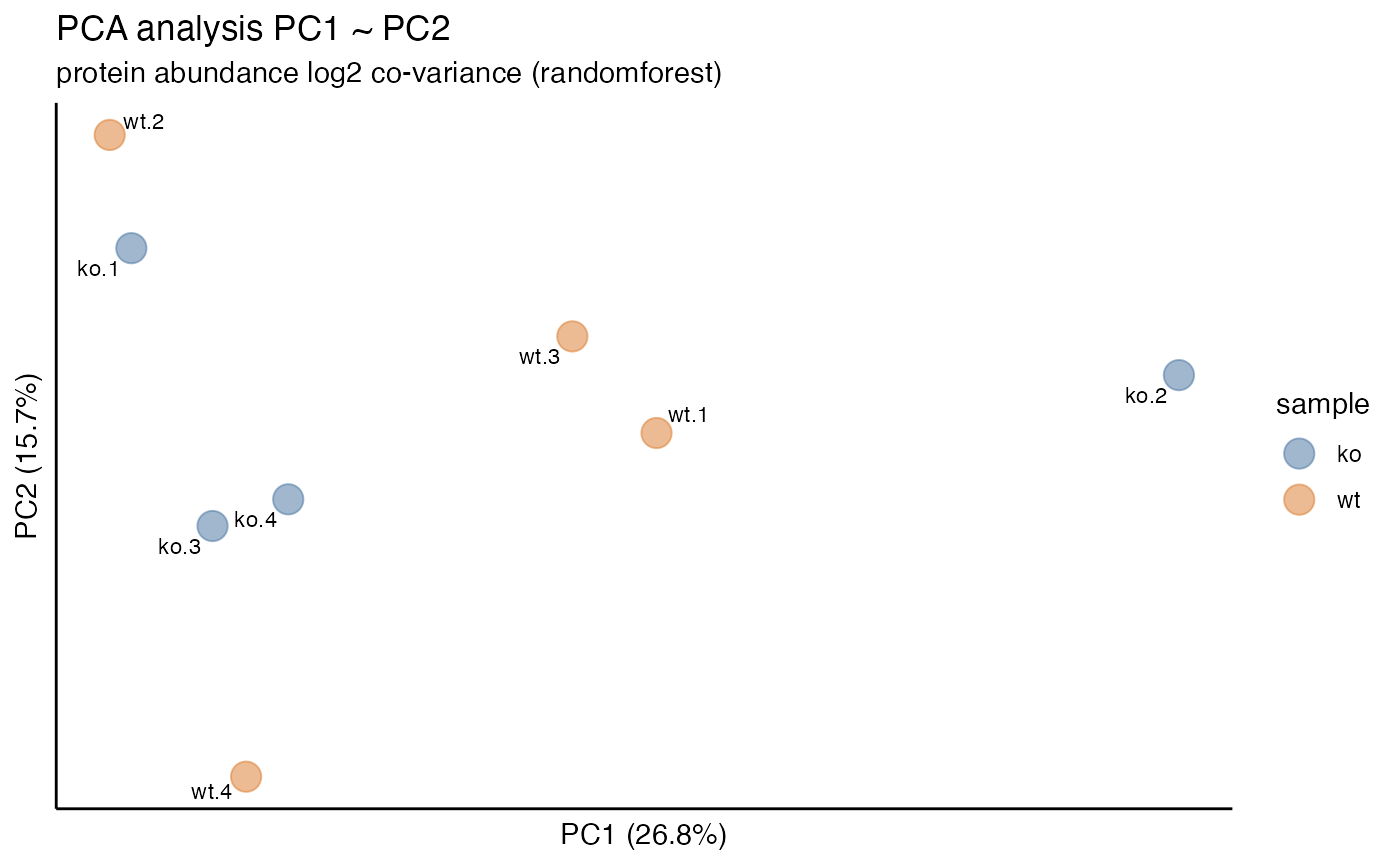 PCA analysis PC1 ~ PC2
protein abundance log2 co-variance (randomforest)
wt.2
ko.1
wt.3
ko.2
wt.1
ko.4
ko.3
wt.4
PC2 (15.7%)
PC1 (26.8%)
sample
ko
wt